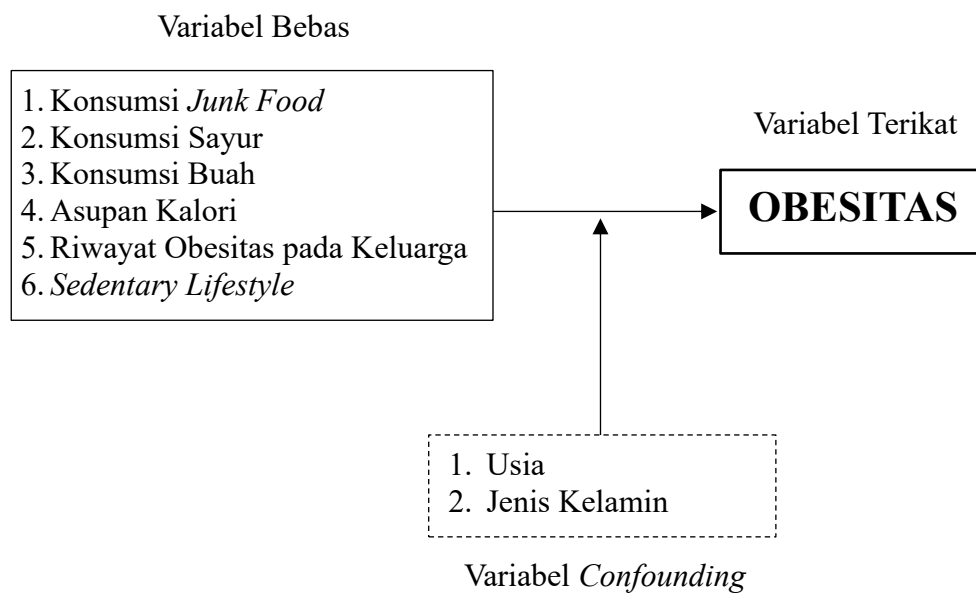 Variabel Bebas
1. Konsumsi Junk Food
2. Konsumsi Sayur
3. Konsumsi Buah
4. Asupan Kalori
5. Riwayat Obesitas pada Keluarga
6. Sedentary Lifestyle
Variabel Terikat
OBESITAS
1. Usia
2. Jenis Kelamin
Variabel Confounding